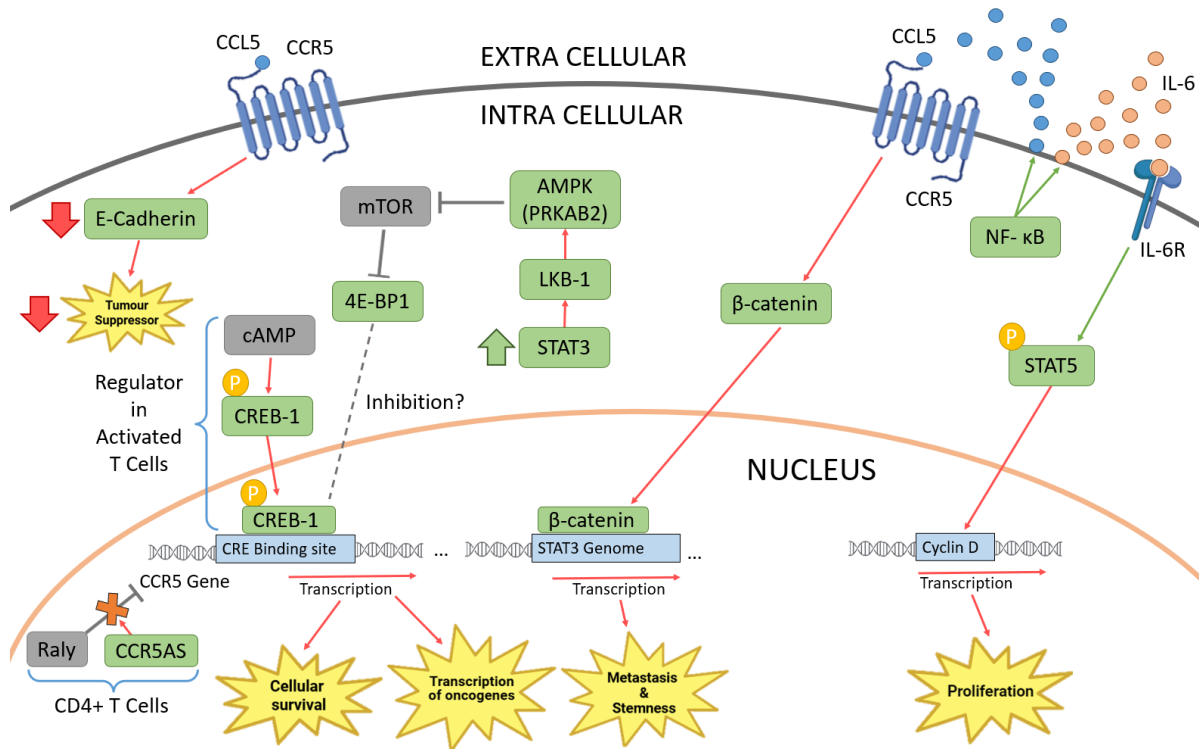 CCL5
CCR5
EXTRA CELLULAR
INTRA CELLULAR
CCL5
IL-6
CCR5
IL-6R
E-Cadherin
Tumour
Suppressor
mTOR
AMPK
(PRKAB2)
4E-BP1
LKB-1
STAT3
β-catenin
NF- κB
P
STAT5
cAMP
Regulator
in
Activated
T Cells
P
CREB-1
Inhibition?
NUCLEUS
P
CREB-1
CRE Binding site
...
β-catenin
STAT3 Genome
...
Cyclin D
CCR5 Gene
Transcription
Transcription
Transcription
Raly
CCR5AS
CD4+ T Cells
Cellular
survival
Transcription
of oncogenes
Metastasis
&
Stemness
Proliferation